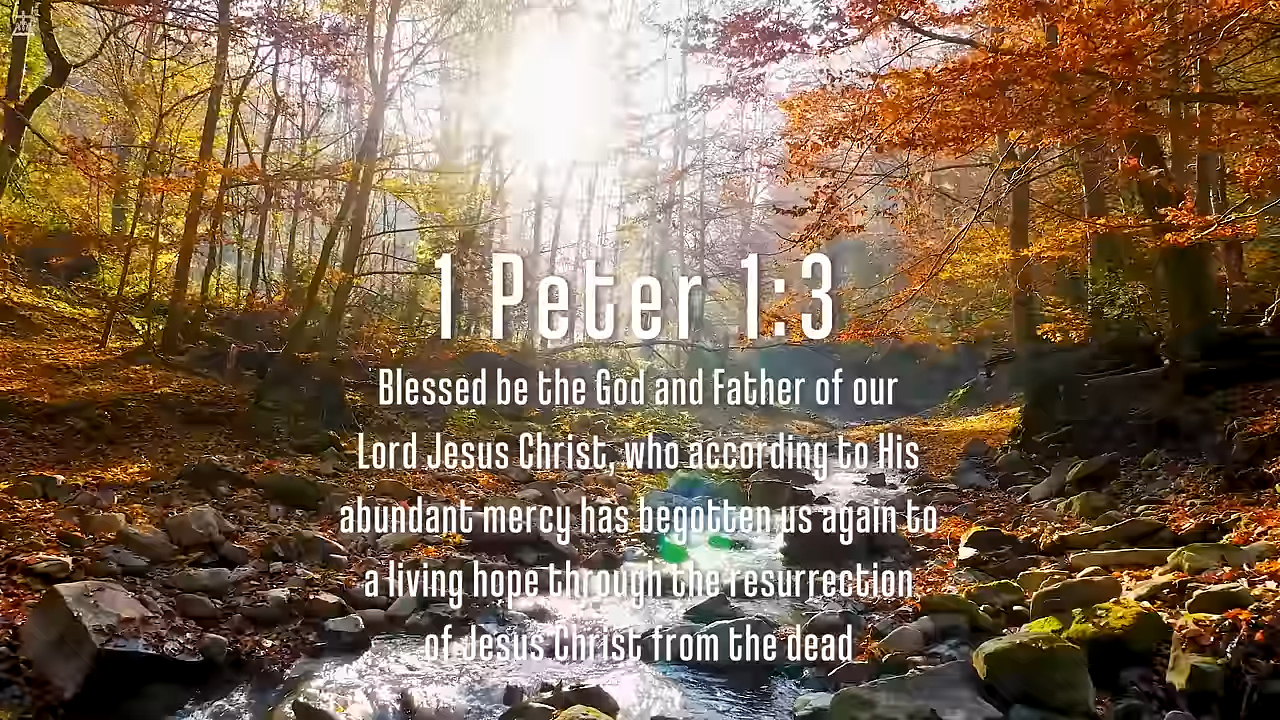 1 Peter 1:3
Blessed be the God and Father of our
Lord Jesus Christ, who according to His
abundant mercy has begotten us again to
a living hope through the resurrection
of Jesus Christ from the dead